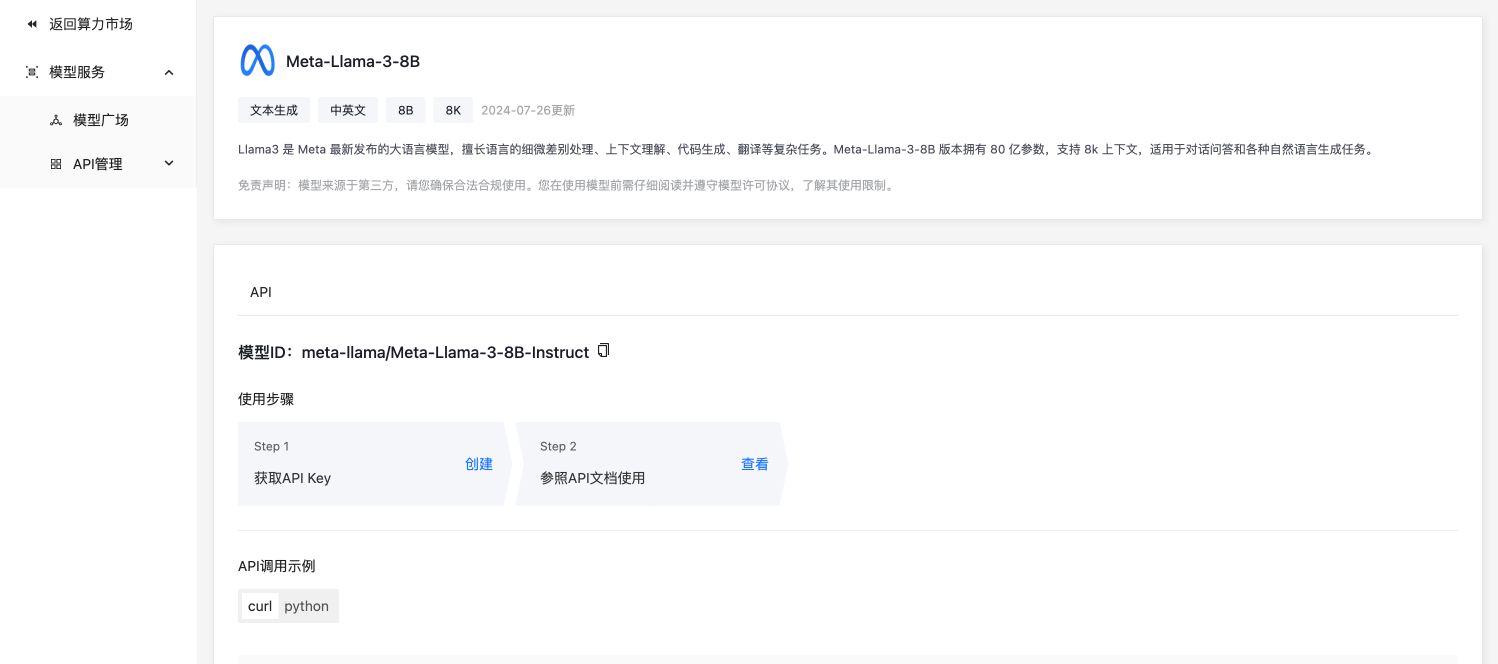 返回算力市场
模型服务
模型广场
API管理
Meta-Llama-3-8B
文本生成 中英文 8B 8K 2024-07-26更新
Llama3 是 Meta 最新发布的大语言模型，擅长语言的细微差别处理、上下文理解、代码生成、翻译等复杂任务。Meta-Llama-3-8B 版本拥有 80 亿参数，支持 8k 上下文，适用于对话问答和各种自然语言生成任务。
免责声明：模型来源于第三方，请您确保合法合规使用。您在使用模型前需仔细阅读并遵守模型许可协议，了解其使用限制。
API
模型ID：meta-llama/Meta-Llama-3-8B-Instruct
使用步骤
Step 1
获取API Key
创建
Step 2
参照API文档使用
查看
API调用示例
curl python